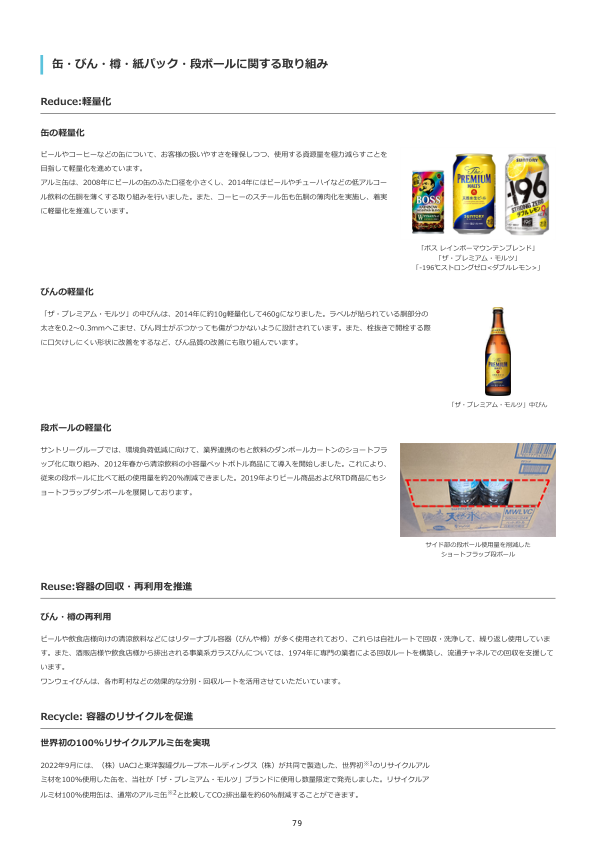 缶・びん・樽・紙パック・段ボールに関する取り組み
Reduce:軽量化
缶の軽量化
ビールやコーヒーなどの缶について、お客様の扱いやすさを確保しつつ、使用する資源量を極力減らすことを
目指して軽量化を進めています。
アルミ缶は、2008年にビールの缶のふた口径を小さくし、2014年にはビールやチューハイなどの低アルコー
ル飲料の缶胴を薄くする取り組みを行いました。また、コーヒーのスチール缶も缶胴の薄肉化を実施し、着実
に軽量化を推進しています。
BOSS
The
PREMIUM
MALT'S
SUNTORY
SUNTORY
-196
STRONG ZERO
ダブルレモン
「ボス レインボーマウンテンブレンド」
「ザ・プレミアム・モルツ」
「-196℃ストロングゼロ<ダブルレモン>」
びんの軽量化
「ザ・プレミアム・モルツ」の中びんは、2014年に約10g軽量化して460gになりました。ラベルが貼られている胴部分の
太さを0.2〜0.3mmへこませ、びん同士がぶつかっても傷がつかないように設計されています。また、栓抜きで開栓する際
に口欠けしにくい形状に改善をするなど、びん品質の改善にも取り組んでいます。
PREMIUM
「ザ・プレミアム・モルツ」中びん
段ボールの軽量化
サントリーグループでは、環境負荷低減に向けて、業界連携のもと飲料のダンボールカートンのショートフラ
ップ化に取り組み、2012年春から清涼飲料の小容量ペットボトル商品にて導入を開始しました。これにより、
従来の段ボールに比べて紙の使用量を約20%削減できました。2019年よりビール商品およびRTD商品にもシ
ョートフラップダンボールを展開しております。
天然水
MWLVC
サイド部の段ボール使用量を削減した
ショートフラップ段ボール
Reuse:容器の回収・再利用を推進
びん・樽の再利用
ビールや飲食店様向けの清涼飲料などにはリターナブル容器（びんや樽）が多く使用されており、これらは自社ルートで回収・洗浄して、繰り返し使用していま
す。また、酒販店様や飲食店様から排出される事業系ガラスびんについては、1974年に専門の業者による回収ルートを構築し、流通チャネルでの回収を支援して
います。
ワンウェイびんは、各市町村などの効果的な分別・回収ルートを活用させていただいています。
Recycle: 容器のリサイクルを促進
世界初の100%リサイクルアルミ缶を実現
2022年9月には、（株）UACJと東洋製罐グループホールディングス（株）が共同で製造した、世界初※1のリサイクルアル
ミ材を100%使用した缶を、当社が「ザ・プレミアム・モルツ」ブランドに使用し数量限定で発売しました。リサイクルア
ルミ材100%使用缶は、通常のアルミ缶※2と比較してCO2排出量を約60%削減することができます。
79